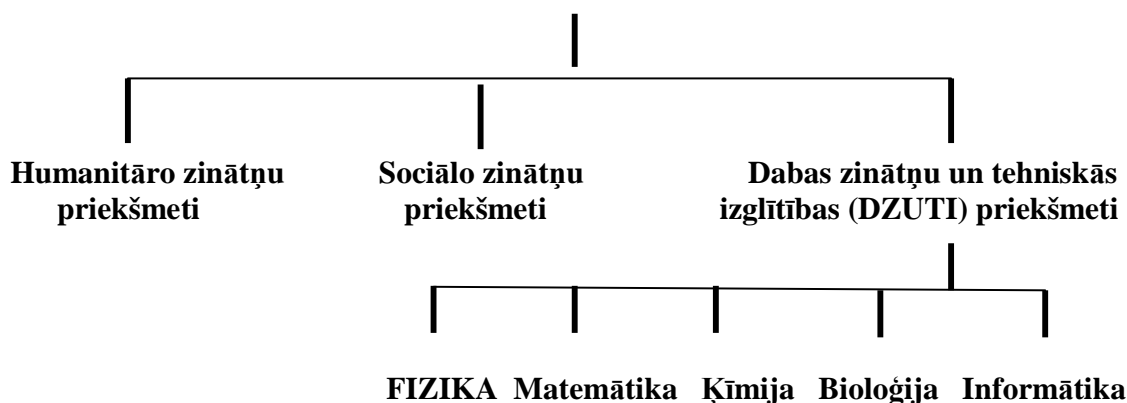 Humanitāro zinātņu
priekšmeti
Sociālo zinātņu
priekšmeti
Dabas zinātņu un tehniskās
izglītības (DZUTI) priekšmeti
FIZIKA Matemātika Ķīmija Bioloģija Informātika